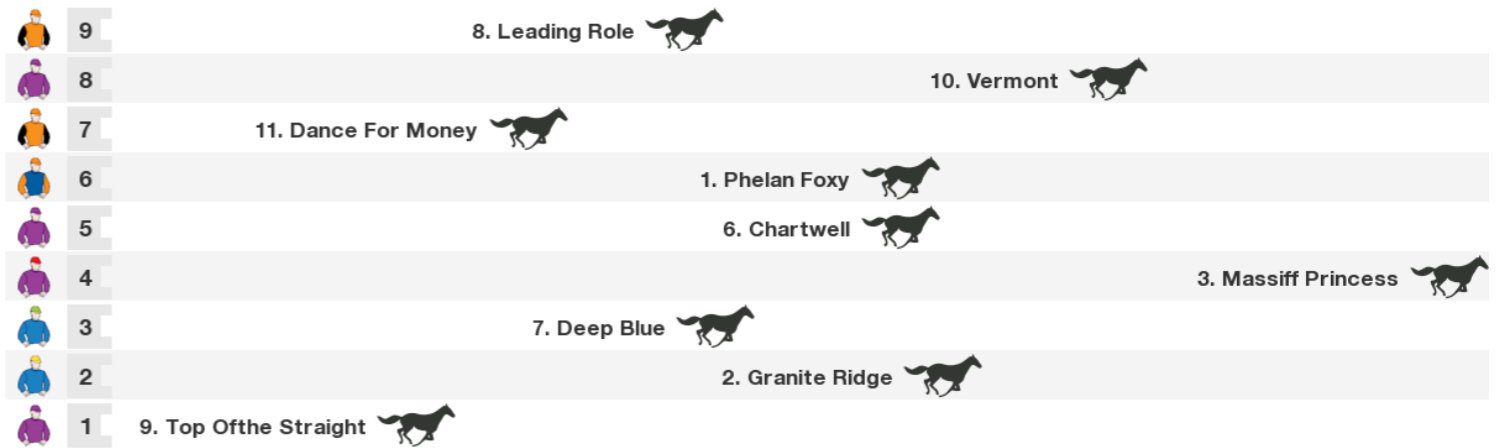 9 8. Leading Role
8 10. Vermont
7 11. Dance For Money
6 1. Phelan Foxy
5 6. Chartwell
4 3. Massiff Princess
3 7. Deep Blue
2 2. Granite Ridge
1 9. Top Ofthe Straight